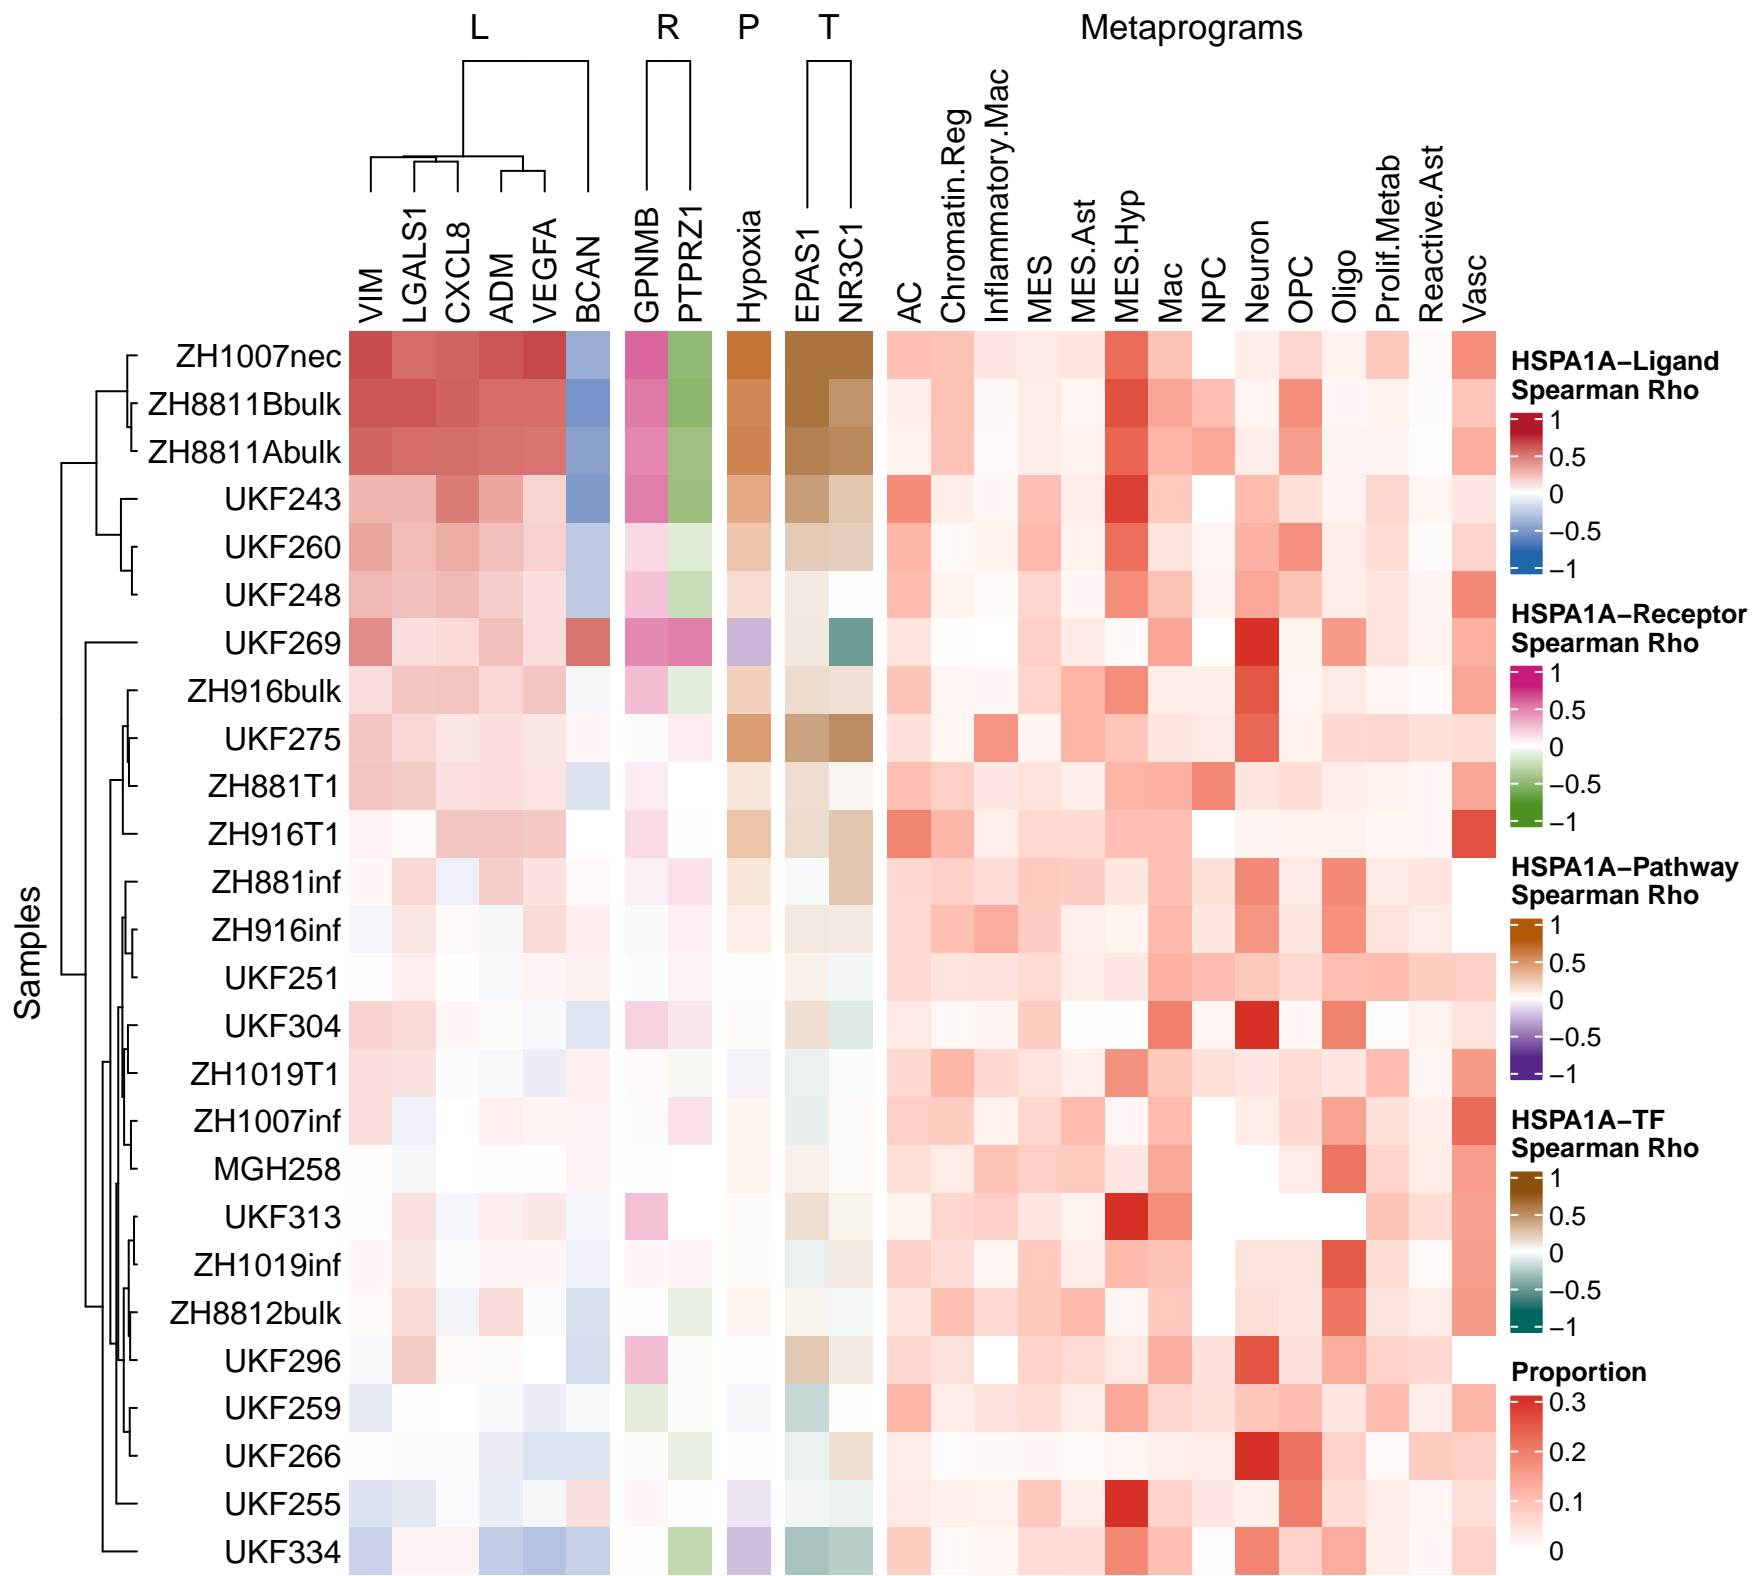 L R P T Metaprograms
VIM
LGALS1
CXCL8
ADM
VEGFA
BCAN
GPNMB
PTPRZ1
Hypoxia
EPAS1
NR3C1
AC
Chromatin.Reg
Inflammatory.Mac
MES
MES.Ast
MES.Hyp
Mac
NPC
Neuron
OPC
Oligo
Prolif.Metab
Reactive.Ast
Vasc
Samples
ZH1007nec
ZH8811Bbulk
ZH8811Abulk
UKF243
UKF260
UKF248
UKF269
ZH916bulk
UKF275
ZH881T1
ZH916T1
ZH881inf
ZH916inf
UKF251
UKF304
ZH1019T1
ZH1007inf
MGH258
UKF313
ZH1019inf
ZH8812bulk
UKF296
UKF259
UKF266
UKF255
UKF334
HSPA1A−Ligand
Spearman Rho
1
0.5
0
−0.5
−1
HSPA1A−Receptor
Spearman Rho
1
0.5
0
−0.5
−1
HSPA1A−Pathway
Spearman Rho
1
0.5
0
−0.5
−1
HSPA1A−TF
Spearman Rho
1
0.5
0
−0.5
−1
Proportion
0.3
0.2
0.1
0